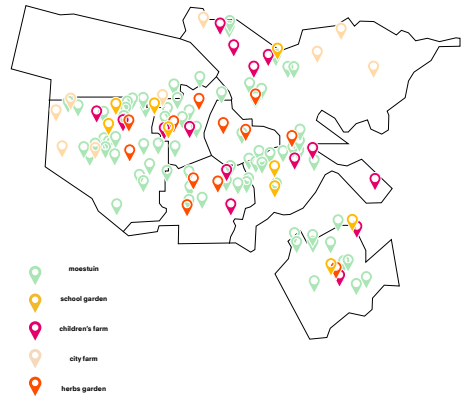 moestuin
school garden
children's farm
city farm
herbs garden